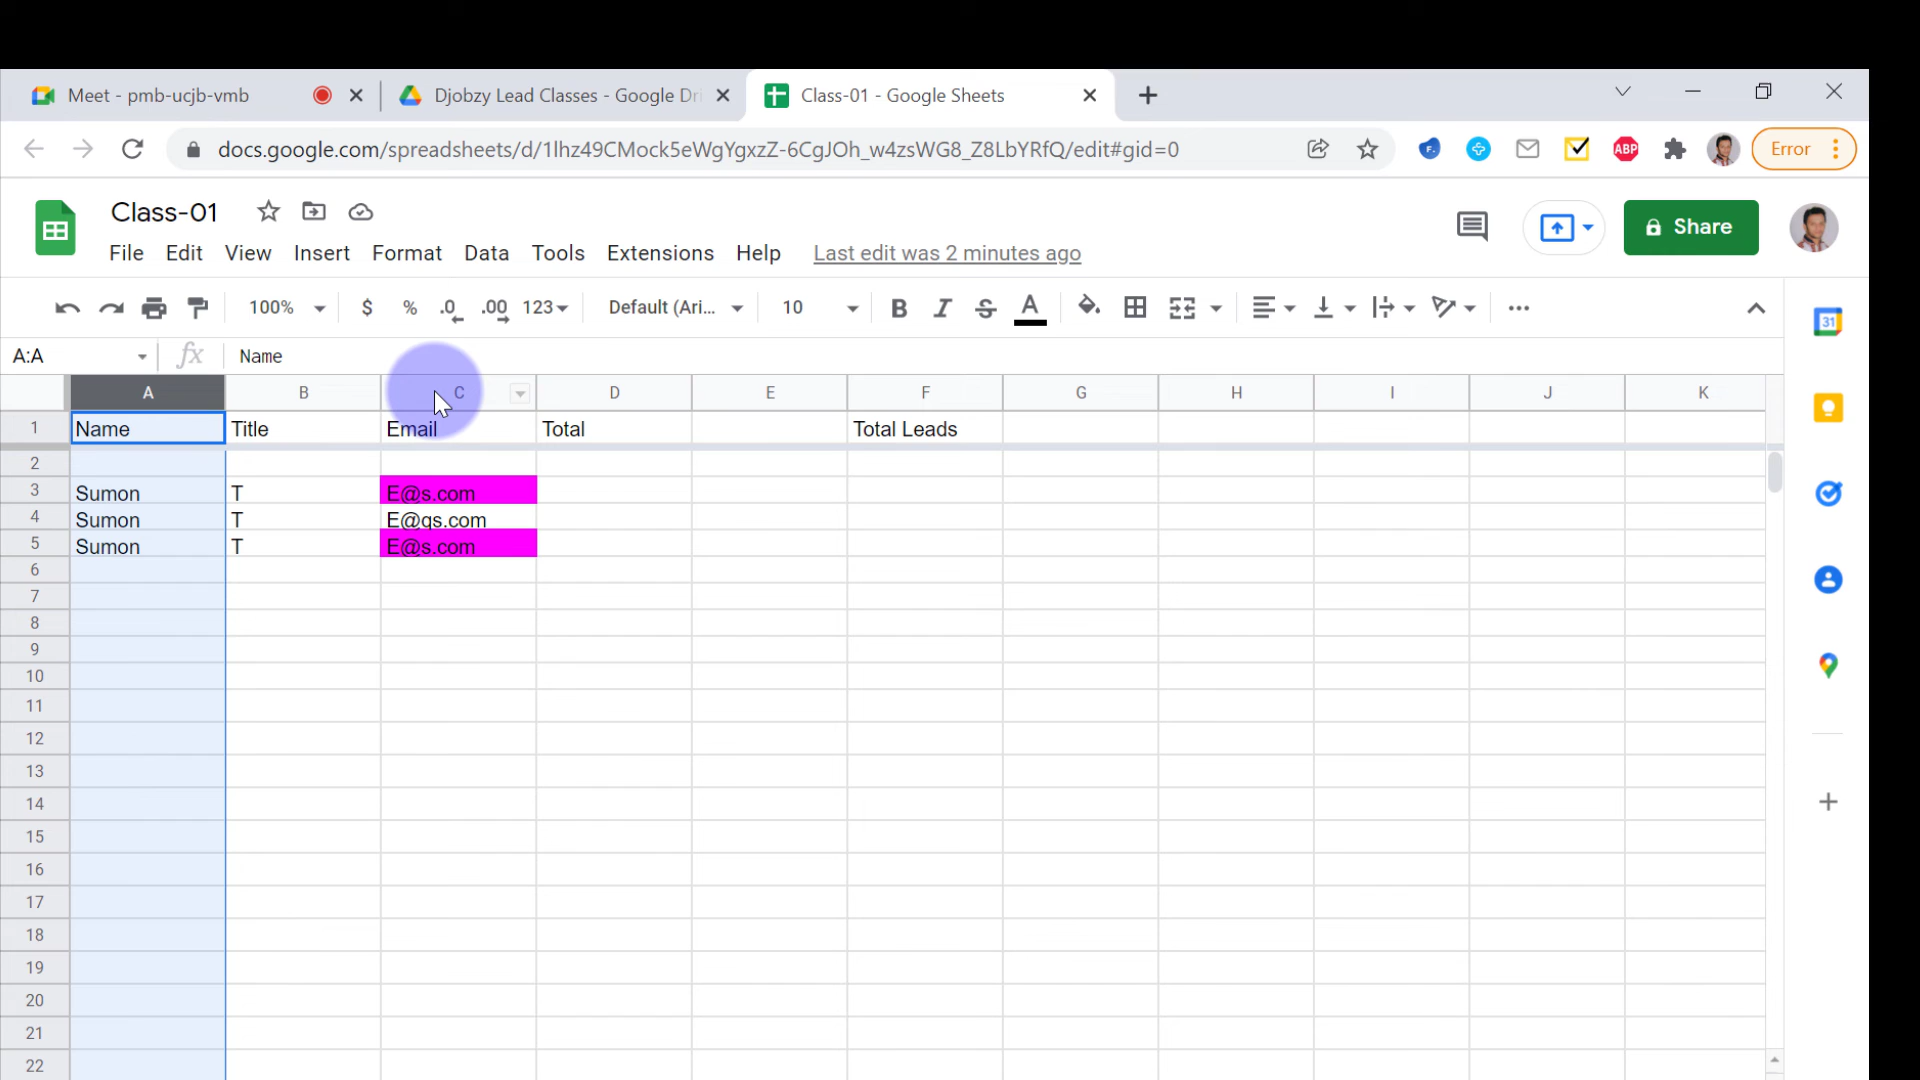 Meet - pmb-ucjb-vmb
Djobzy Lead Classes - Google Dri
Class-01 - Google Sheets
docs.google.com/spreadsheets/d/1lhz49CMock5eWgYgxzZ-6CgJOh_w4zsWG8_Z8LbYRfQ/edit#gid=0
ABP
Error
Class-01
File Edit View Insert Format Data Tools Extensions Help Last edit was 2 minutes ago
Share
100% $ % .0 .00 123 Default (Ari... 10 B I S A
31
A:A fx Name
A B C D E F G H I J K
1 Name Title Email Total Total Leads
2
3 Sumon T E@s.com
4 Sumon T E@qs.com
5 Sumon T E@s.com
6
7
8
9
10
11
12
13
14
15
16
17
18
19
20
21
22